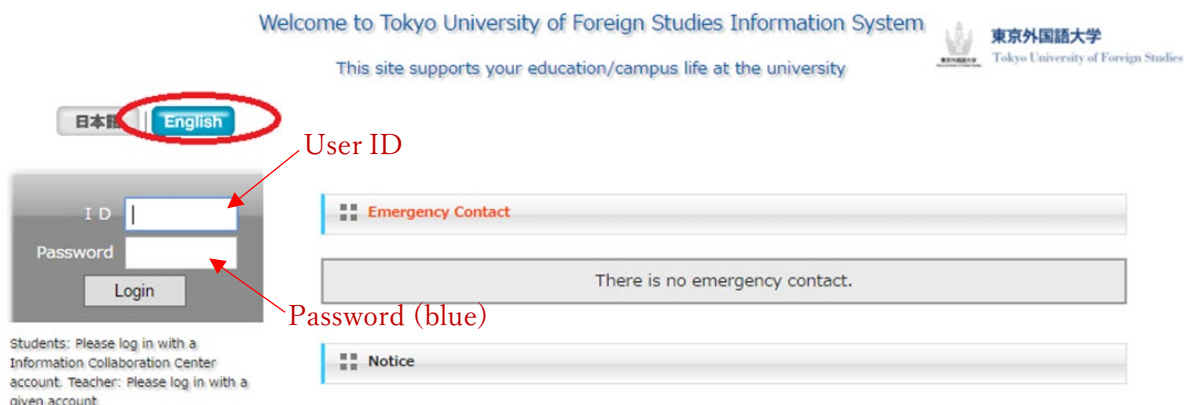 Welcome to Tokyo University of Foreign Studies Information System
This site supports your education/campus life at the university
東京外国語大学
Tokyo University of Foreign Studies
日本語 | English
User ID
I D
Password
Login
Password (blue)
Students: Please log in with a
Information Collaboration Center
account. Teacher: Please log in with a
given account.
Emergency Contact
There is no emergency contact.
Notice